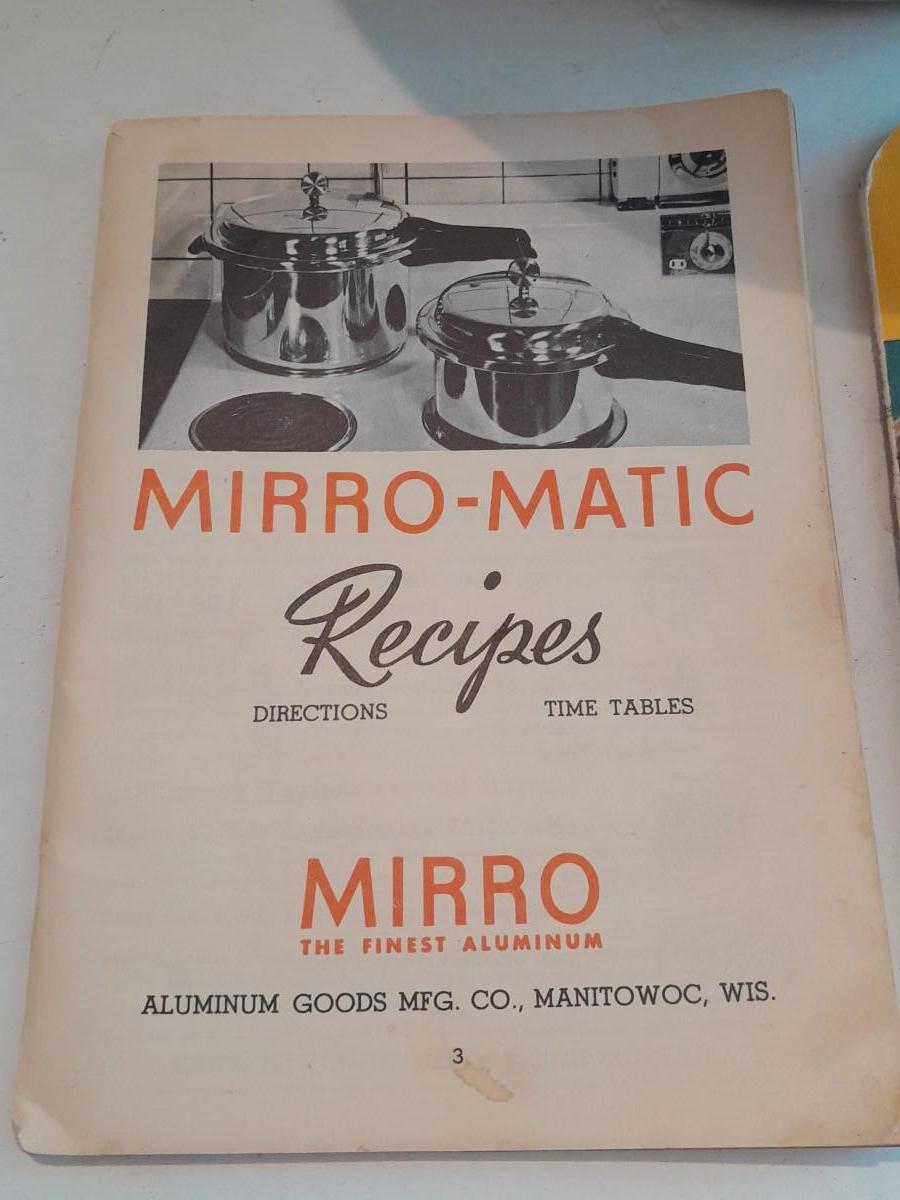 MIRRO-MATIC
Recipes
DIRECTIONS TIME TABLES
MIRRO
THE FINEST ALUMINUM
ALUMINUM GOODS MFG. CO., MANITOWOC, WIS.
3